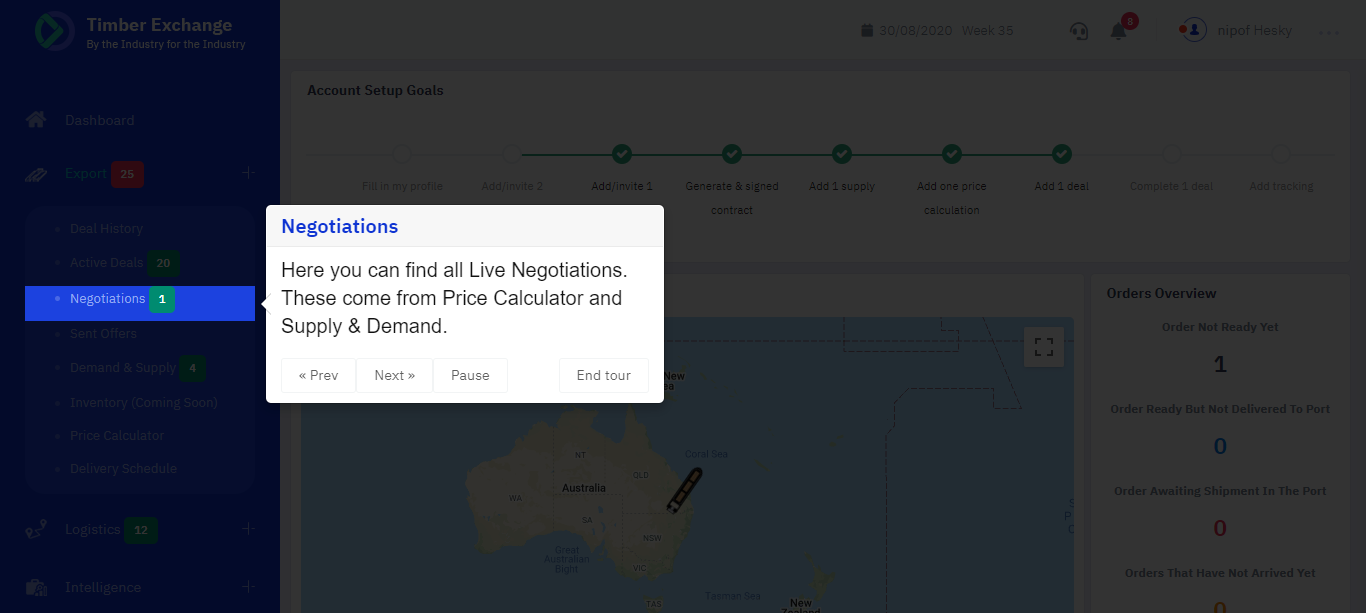 Timber Exchange
By the Industry for the Industry
30/08/2020 Week 35
8
nipof Hesky
Dashboard
Export 25
Deal History
Active Deals 20
Negotiations 1
Sent Offers
Demand & Supply 4
Inventory (Coming Soon)
Price Calculator
Delivery Schedule
Logistics 12
Intelligence
Account Setup Goals
Fill in my profile
Add/invite 2
Add/invite 1
Generate & signed
contract
Add 1 supply
Add one price
calculation
Add 1 deal
Complete 1 deal
Add tracking
Negotiations
Here you can find all Live Negotiations.
These come from Price Calculator and
Supply & Demand.
« Prev
Next »
Pause
End tour
New
Coral Sea
NT
QLD
WA
Australia
SA
NSW
Great
Australian
Bight
VIC
TAS
Tasman Sea
New
Zealand
Orders Overview
Order Not Ready Yet
1
Order Ready But Not Delivered To Port
0
Order Awaiting Shipment In The Port
0
Orders That Have Not Arrived Yet
0